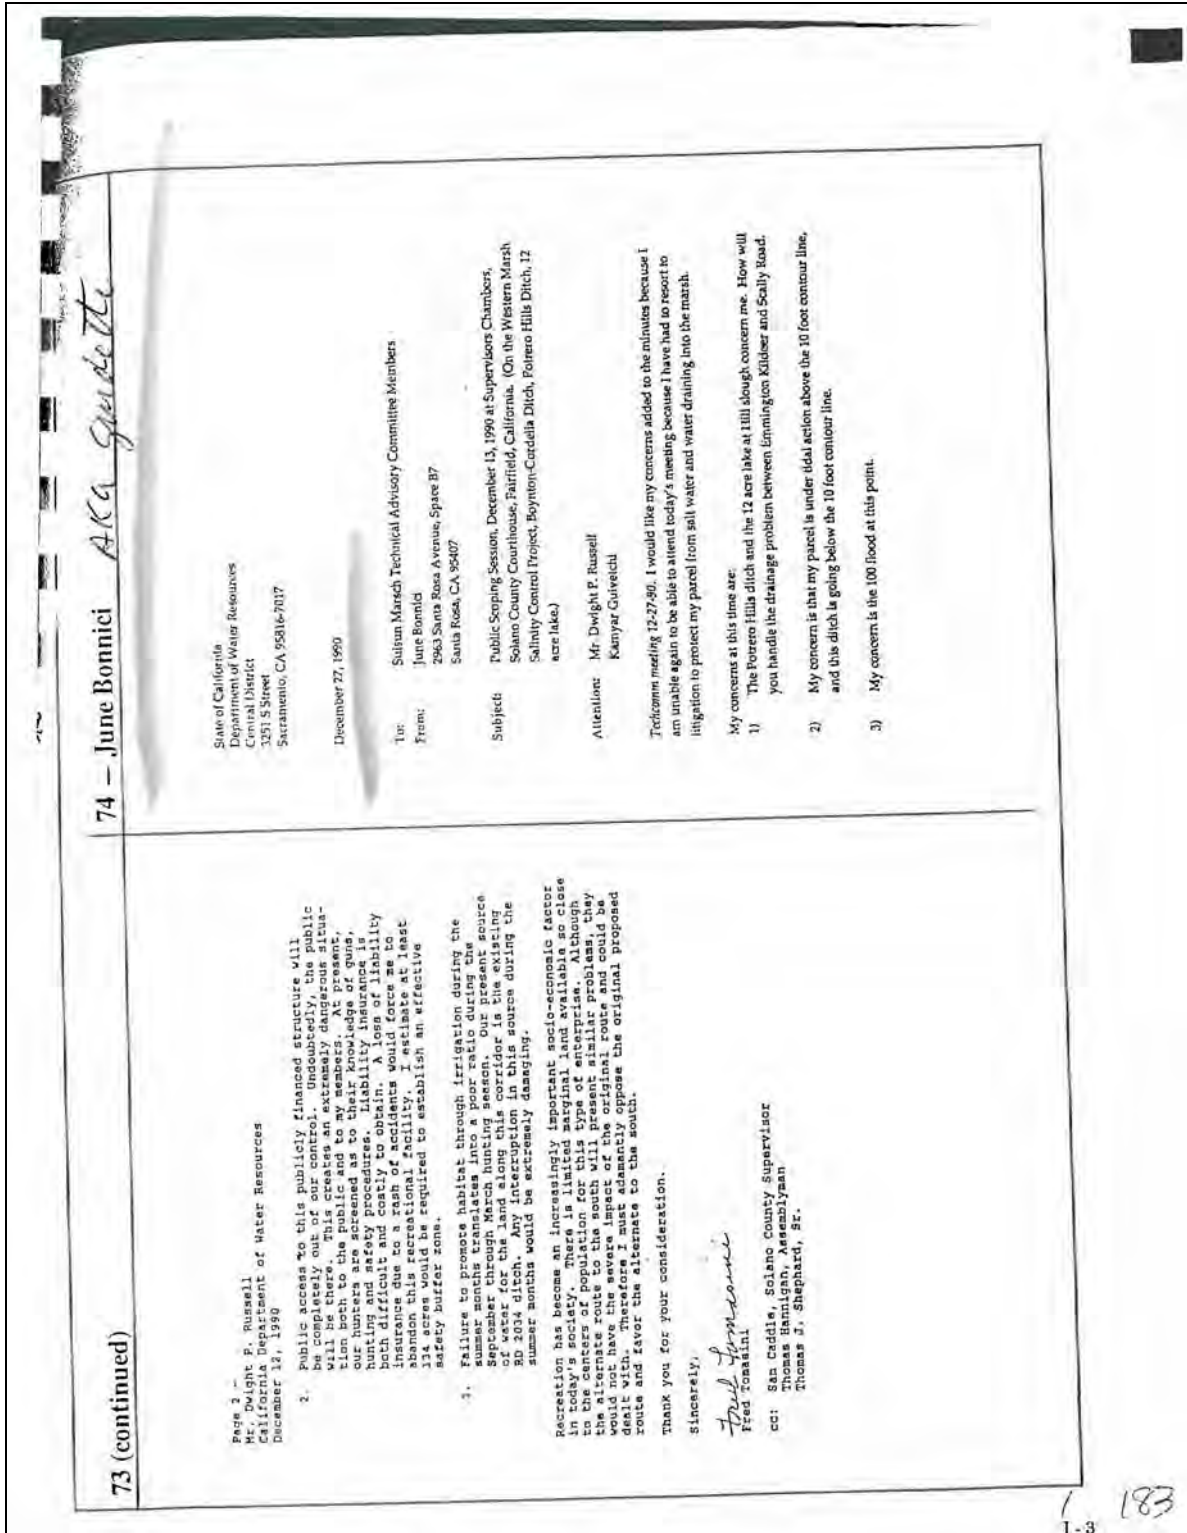 73 (continued)
Page 2 -
Mr. Dwight P. Russell
California Department of Water Resources
December 12, 1990
2. Public access to this publicly financed structure will
be completely out of our control. Undoubtedly, the public
will be there. This creates an extremely dangerous situa-
tion both to the public and to my members. At present,
our hunters are screened as to their knowledge of guns,
hunting and safety procedures. Liability insurance is
both difficult and costly to obtain. A loss of liability
insurance due to a rash of accidents would force me to
abandon this recreational facility. I estimate at least
134 acres would be required to establish an effective
safety buffer zone.
3. Failure to promote habitat through irrigation during the
summer months translates into a poor ratio during the
September through March hunting season. Our present source
of water for the land along this corridor is the existing
RD 2034 ditch. Any interruption in this source during the
summer months would be extremely damaging.
Recreation has become an increasingly important socio-economic factor
in today's society. There is limited marginal land available so close
to the centers of population for this type of enterprise. Although
the alternate route to the south will present similar problems, they
would not have the severe impact of the original route and could be
dealt with. Therefore I must adamantly oppose the original proposed
route and favor the alternate to the south.
Thank you for your consideration.
Sincerely,
Fred Tomasini
Fred Tomasini
cc: San Caddle, Solano County Supervisor
Thomas Hannigan, Assemblyman
Thomas J. Shephard, Sr.
74 – June Bonnici AKA Guidotti
State of California
Department of Water Resources
Central District
3251 S Street
Sacramento, CA 95816-7017
December 27, 1990
To: Suisun Marsch Technical Advisory Committee Members
From: June Bonnici
2963 Santa Rosa Avenue, Space B7
Santa Rosa, CA 95407
Subject: Public Scoping Session, December 13, 1990 at Supervisors Chambers,
Solano County Courthouse, Fairfield, California. (On the Western Marsh
Salinity Control Project, Boynton-Cordelia Ditch, Potrero Hills Ditch, 12
acre lake.)
Attention: Mr. Dwight P. Russell
Kamyar Guiveichi
Techcomm meeting 12-27-90. I would like my concerns added to the minutes because I
am unable again to be able to attend today's meeting because I have had to resort to
litigation to protect my parcel from salt water and water draining into the marsh.
My concerns at this time are:
1) The Potrero Hills ditch and the 12 acre lake at Hill slough concern me. How will
you handle the drainage problem between Emmington Kildeer and Scally Road.
2) My concern is that my parcel is under tidal action above the 10 foot contour line,
and this ditch is going below the 10 foot contour line.
3) My concern is the 100 flood at this point.
I-3
183